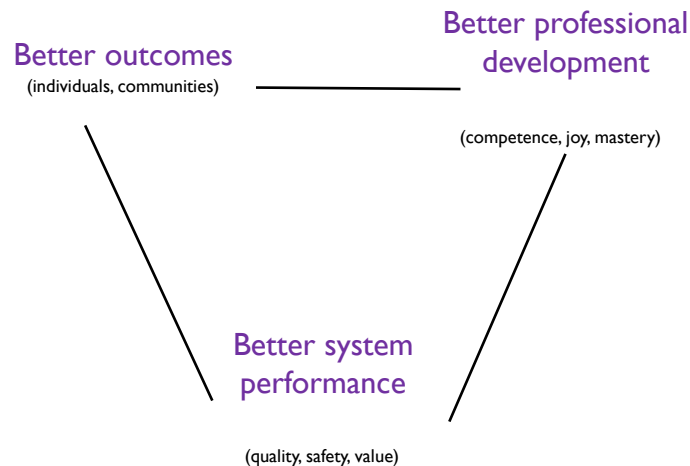 Better outcomes
(individuals, communities)
Better professional
development
(competence, joy, mastery)
Better system
performance
(quality, safety, value)